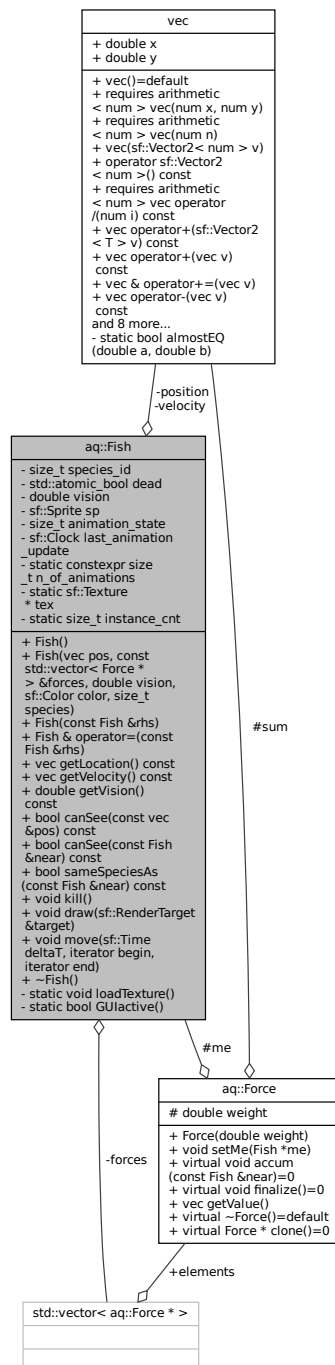 vec
+ double x
+ double y
+ vec()=default
+ requires arithmetic
< num > vec(num x, num y)
+ requires arithmetic
< num > vec(num n)
+ vec(sf::Vector2< num > v)
+ operator sf::Vector2
< num >() const
+ requires arithmetic
< num > vec operator
/(num i) const
+ vec operator+(sf::Vector2
< T > v) const
+ vec operator+(vec v)
const
+ vec & operator+=(vec v)
+ vec operator-(vec v)
const
and 8 more...
- static bool almostEQ
(double a, double b)
-position
-velocity
aq::Fish
- size_t species_id
- std::atomic_bool dead
- double vision
- sf::Sprite sp
- size_t animation_state
- sf::Clock last_animation
_update
- static constexpr size
_t n_of_animations
- static sf::Texture
* tex
- static size_t instance_cnt
+ Fish()
+ Fish(vec pos, const
std::vector< Force *
> &forces, double vision,
sf::Color color, size_t
species)
+ Fish(const Fish &rhs)
+ Fish & operator=(const
Fish &rhs)
+ vec getLocation() const
+ vec getVelocity() const
+ double getVision()
const
+ bool canSee(const vec
&pos) const
+ bool canSee(const Fish
&near) const
+ bool sameSpeciesAs
(const Fish &near) const
+ void kill()
+ void draw(sf::RenderTarget
&target)
+ void move(sf::Time
deltaT, iterator begin,
iterator end)
+ ~Fish()
- static void loadTexture()
- static bool GUIactive()
#sum
#me
aq::Force
# double weight
+ Force(double weight)
+ void setMe(Fish *me)
+ virtual void accum
(const Fish &near)=0
+ virtual void finalize()=0
+ vec getValue()
+ virtual ~Force()=default
+ virtual Force * clone()=0
-forces
+elements
std::vector< aq::Force * >